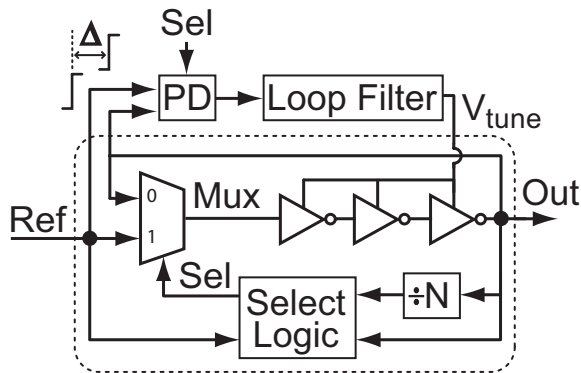 Δ
Sel
PD
Loop Filter
V_tune
0
Mux
Out
Ref
1
Sel
Select
Logic
÷N